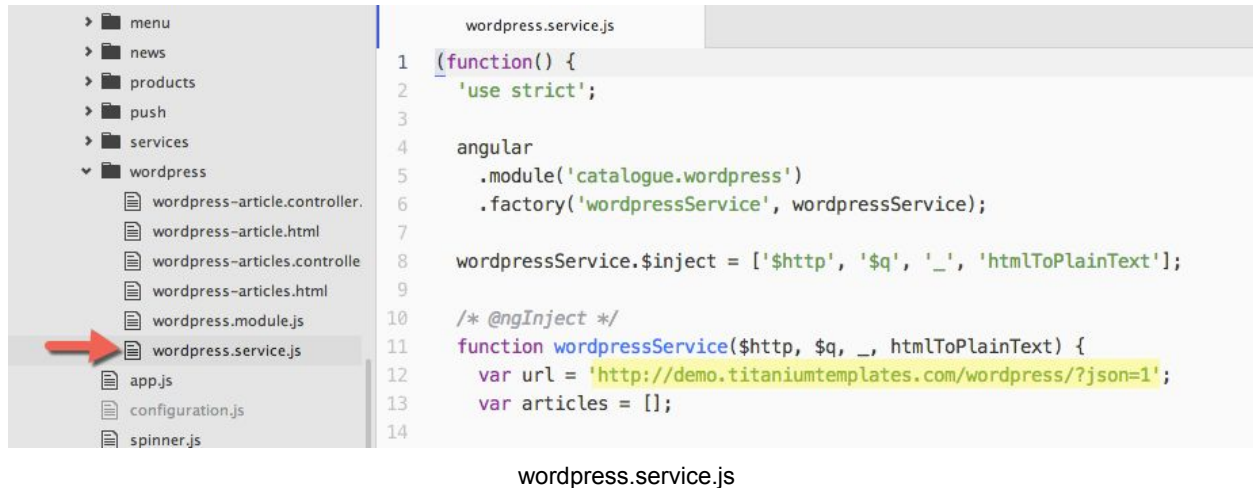 menu
news
products
push
services
wordpress
wordpress-article.controller.
wordpress-article.html
wordpress-articles.controlle
wordpress-articles.html
wordpress.module.js
wordpress.service.js
app.js
configuration.js
spinner.js
wordpress.service.js
1 (function() {
2 'use strict';
3
4 angular
5 .module('catalogue.wordpress')
6 .factory('wordpressService', wordpressService);
7
8 wordpressService.$inject = ['$http', '$q', '_', 'htmlToPlainText'];
9
10 /* @ngInject */
11 function wordpressService($http, $q, _, htmlToPlainText) {
12 var url = 'http://demo.titaniumtemplates.com/wordpress/?json=1';
13 var articles = [];
14
wordpress.service.js